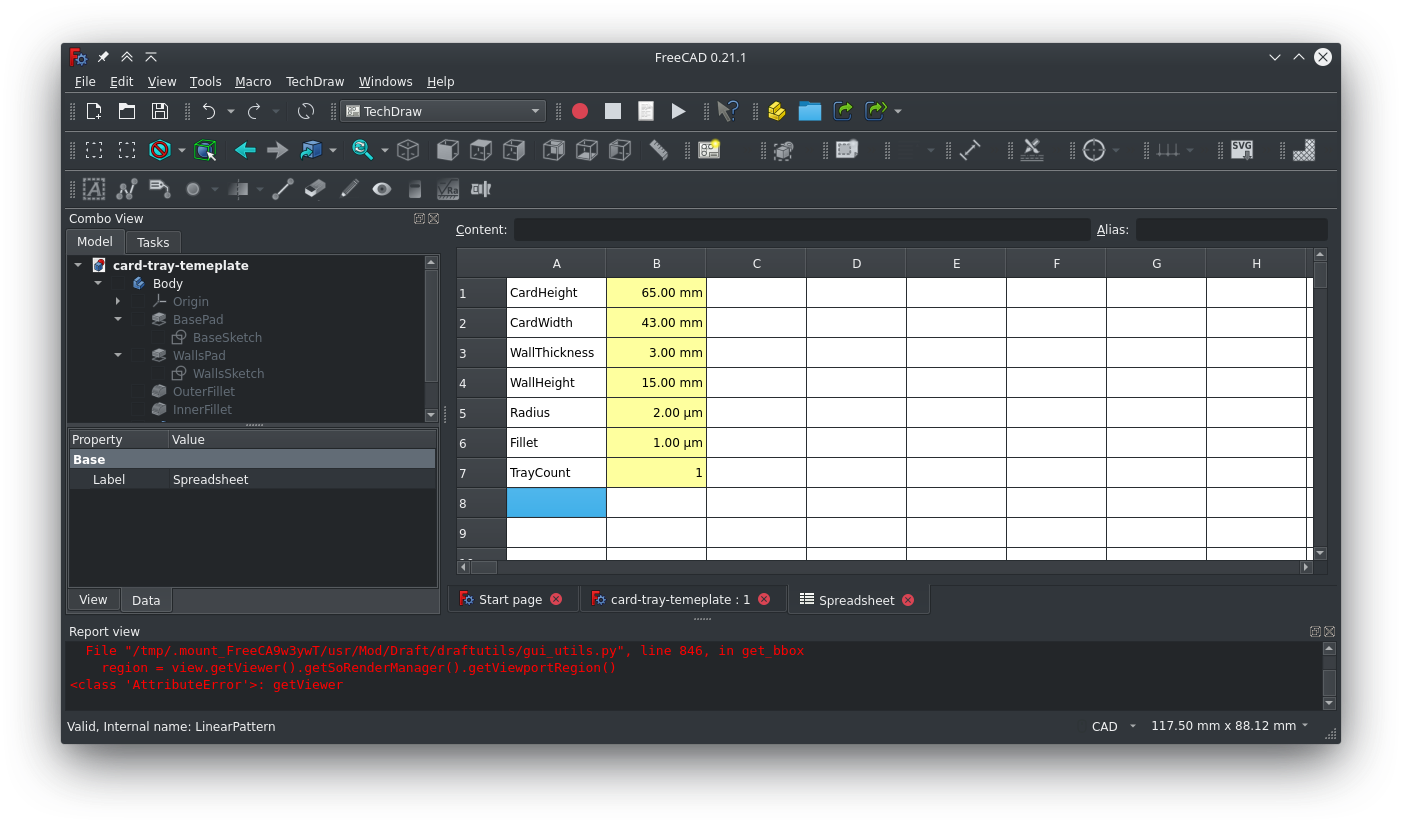 FreeCAD 0.21.1
File Edit View Tools Macro TechDraw Windows Help
TechDraw
SVG
A
Ra
Combo View
Model Tasks
card-tray-temeplate
Body
Origin
BasePad
BaseSketch
WallsPad
WallsSketch
OuterFillet
InnerFillet
Property Value
Base
Label Spreadsheet
View Data
Content: Alias:
A B C D E F G H
1 CardHeight 65.00 mm
2 CardWidth 43.00 mm
3 WallThickness 3.00 mm
4 WallHeight 15.00 mm
5 Radius 2.00 µm
6 Fillet 1.00 µm
7 TrayCount 1
8
9
Start page card-tray-temeplate : 1 Spreadsheet
Report view
File "/tmp/.mount_FreeCA9w3ywT/usr/Mod/Draft/draftutils/gui_utils.py", line 846, in get_bbox
region = view.getViewer().getSoRenderManager().getViewportRegion()
<class 'AttributeError'>: getViewer
Valid, Internal name: LinearPattern
CAD 117.50 mm x 88.12 mm